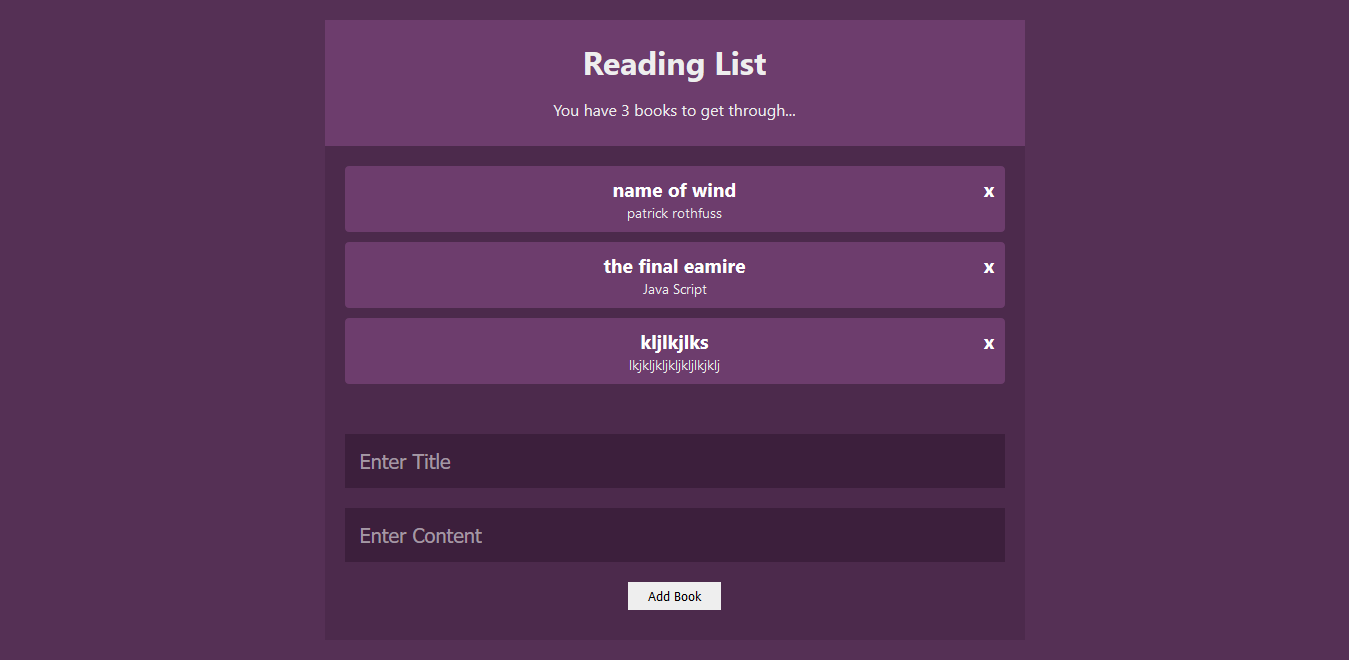 Reading List
You have 3 books to get through...
name of wind
x
patrick rothfuss
the final eamire
x
Java Script
kljlkjlks
x
lkjkljkljkljkljlkjklj
Enter Title
Enter Content
Add Book